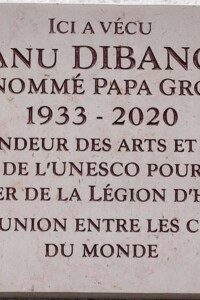 ICI A VÉCU
ANU DIBANG
NOMMÉ PAPA GRO
1933 - 2020
NDEUR DES ARTS ET
DE L'UNESCO POUR
ER DE LA LÉGION D'H
UNION ENTRE LES C
DU MONDE